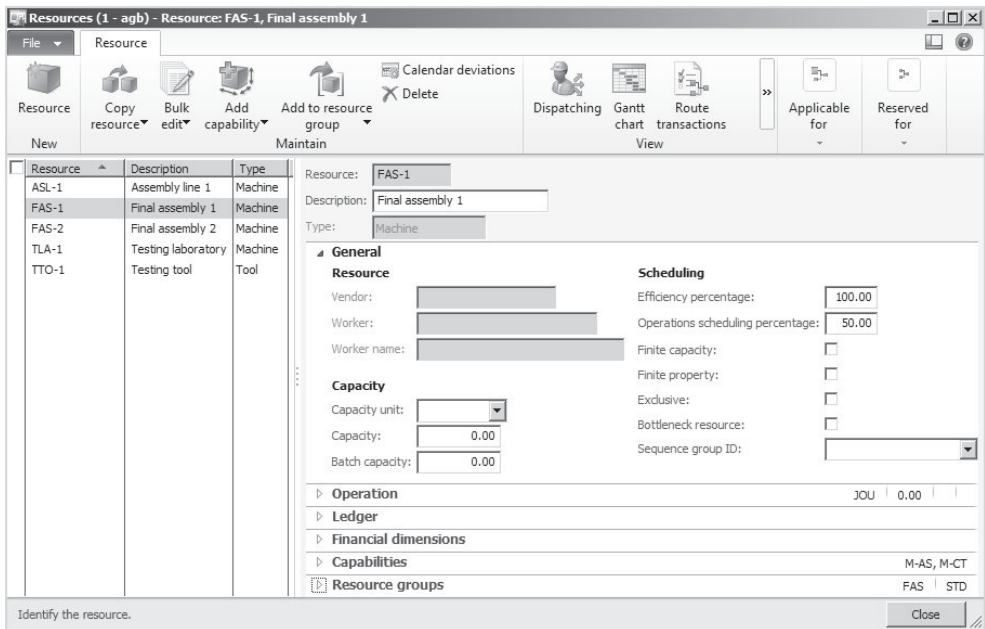 Resources (1 - agb) - Resource: FAS-1, Final assembly 1
File Resource
Resource Copy resource Bulk edit Add capability Add to resource group Calendar deviations Delete Dispatching Gantt chart Route transactions » Applicable for Reserved for
New Maintain View
Resource Description Type
ASL-1 Assembly line 1 Machine
FAS-1 Final assembly 1 Machine
FAS-2 Final assembly 2 Machine
TLA-1 Testing laboratory Machine
TTO-1 Testing tool Tool
Resource: FAS-1
Description: Final assembly 1
Type: Machine
General
Resource
Vendor:
Worker:
Worker name:
Capacity
Capacity unit:
Capacity: 0.00
Batch capacity: 0.00
Scheduling
Efficiency percentage: 100.00
Operations scheduling percentage: 50.00
Finite capacity:
Finite property:
Exclusive:
Bottleneck resource:
Sequence group ID:
Operation JOU 0.00
Ledger
Financial dimensions
Capabilities M-AS, M-CT
Resource groups FAS STD
Identify the resource. Close